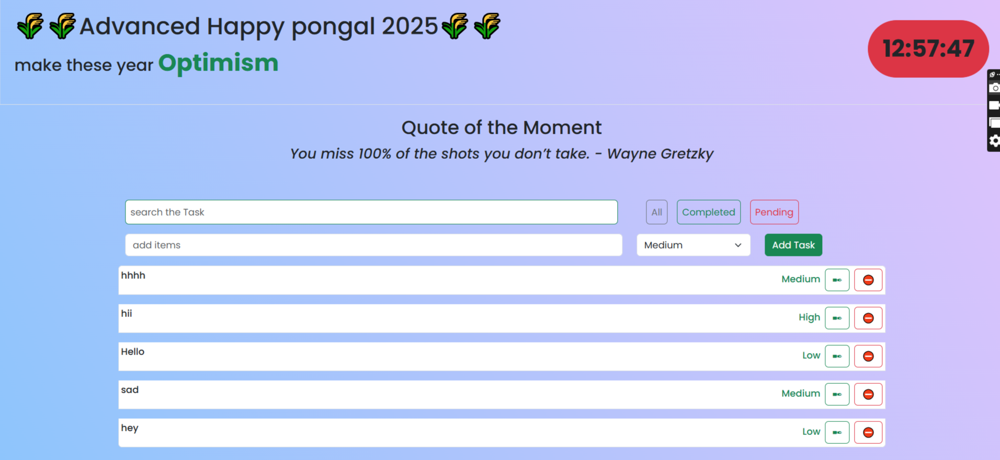 🌾🌾Advanced Happy pongal 2025🌾🌾
make these year Optimism
12:57:47
Quote of the Moment
You miss 100% of the shots you don’t take. - Wayne Gretzky
search the Task All Completed Pending
add items Medium Add Task
hhhh Medium
hii High
Hello Low
sad Medium
hey Low